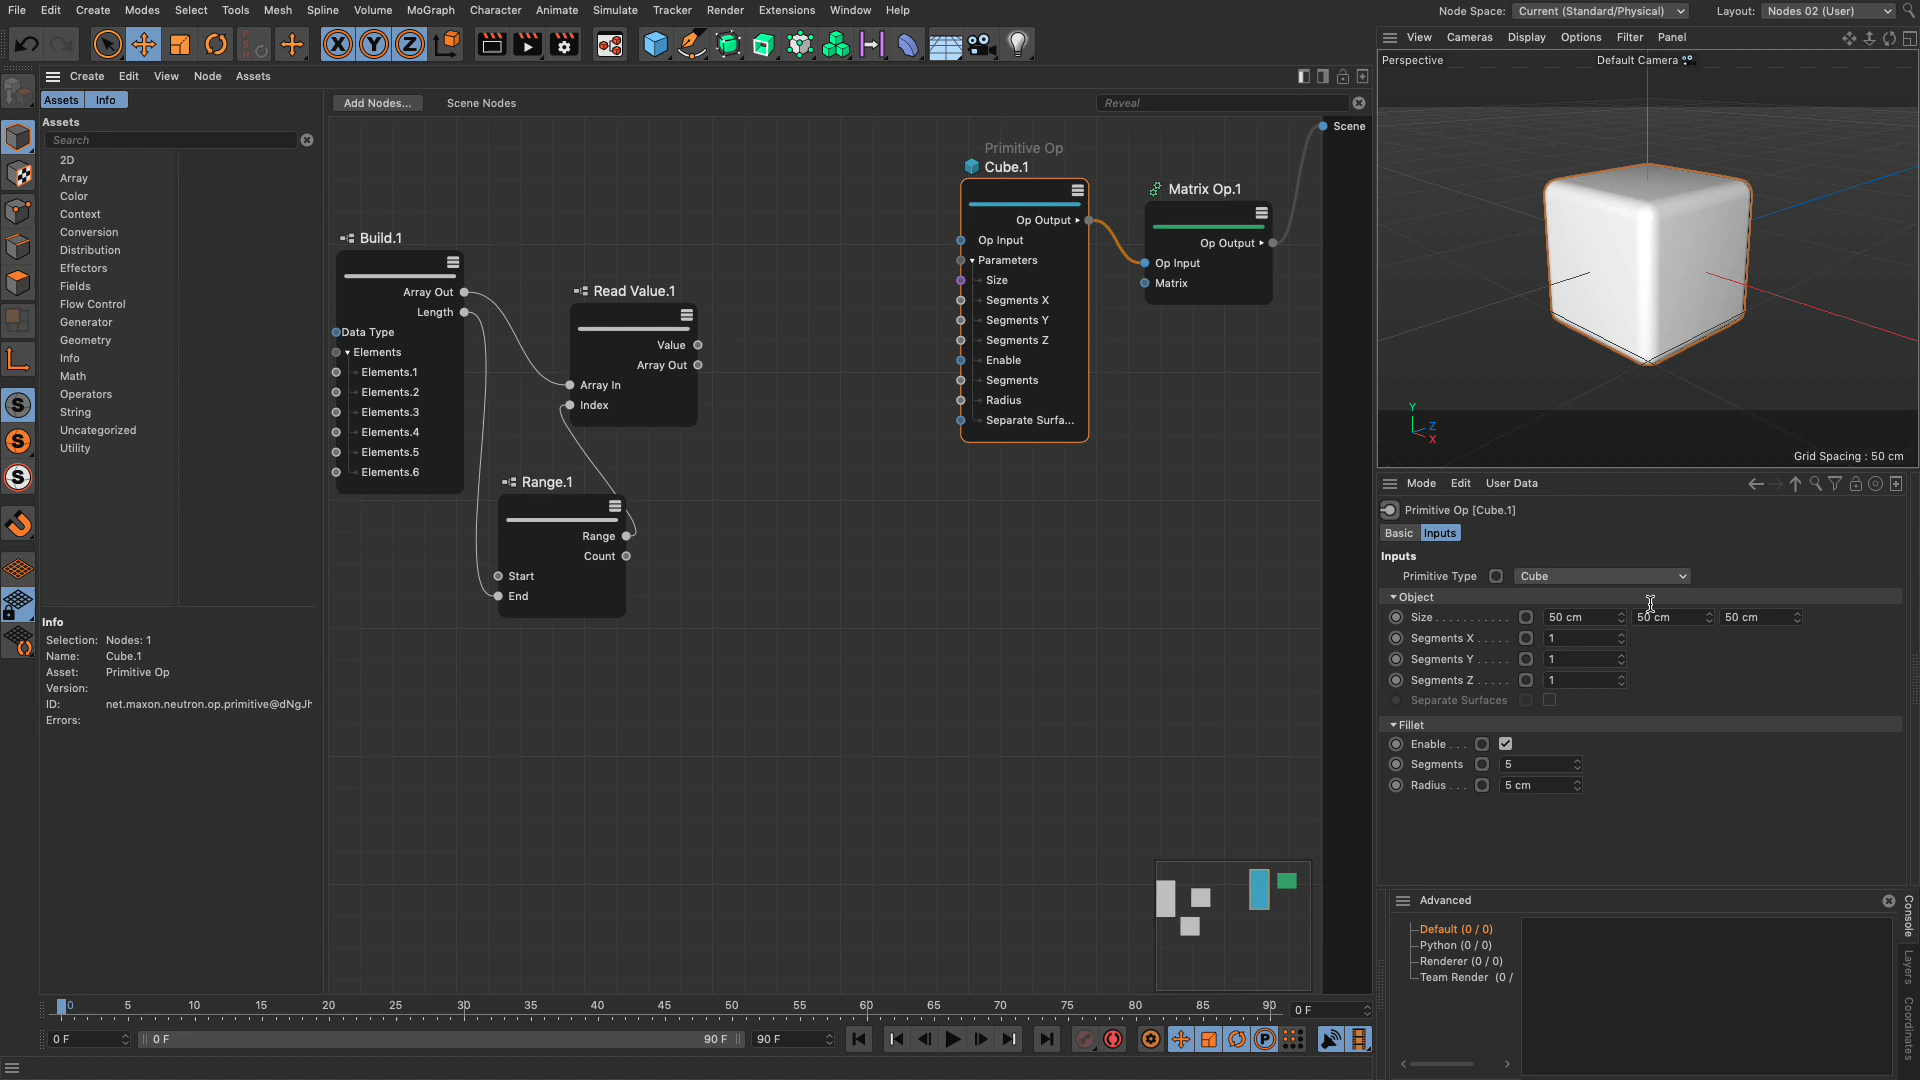 File Edit Create Modes Select Tools Mesh Spline Volume MoGraph Character Animate Simulate Tracker Render Extensions Window Help
Node Space: Current (Standard/Physical) Layout: Nodes 02 (User)
X Y Z
Create Edit View Node Assets
Assets Info
Assets
Search
2D
Array
Color
Context
Conversion
Distribution
Effectors
Fields
Flow Control
Generator
Geometry
Info
Math
Operators
String
Uncategorized
Utility
Info
Selection: Nodes: 1
Name: Cube.1
Asset: Primitive Op
Version:
ID: net.maxon.neutron.op.primitive@dNgJh
Errors:
Add Nodes... Scene Nodes Reveal
Scene
Build.1
Array Out
Length
Data Type
Elements
Elements.1
Elements.2
Elements.3
Elements.4
Elements.5
Elements.6
Read Value.1
Value
Array Out
Array In
Index
Range.1
Range
Count
Start
End
Primitive Op
Cube.1
Op Output
Op Input
Parameters
Size
Segments X
Segments Y
Segments Z
Enable
Segments
Radius
Separate Surfa...
Matrix Op.1
Op Output
Op Input
Matrix
View Cameras Display Options Filter Panel
Perspective Default Camera
Y
Z
X
Grid Spacing : 50 cm
Mode Edit User Data
Primitive Op [Cube.1]
Basic Inputs
Inputs
Primitive Type Cube
Object
Size . . . . . . . . . . . 50 cm 50 cm 50 cm
Segments X . . . . . 1
Segments Y . . . . . 1
Segments Z . . . . . 1
Separate Surfaces
Fillet
Enable . . . 
Segments 5
Radius . . . 5 cm
Advanced
Default (0 / 0)
Python (0 / 0)
Renderer (0 / 0)
Team Render (0 /
Console
Layers
Coordinates
0 5 10 15 20 25 30 35 40 45 50 55 60 65 70 75 80 85 90 0 F
0 F 0 F 90 F 90 F
P